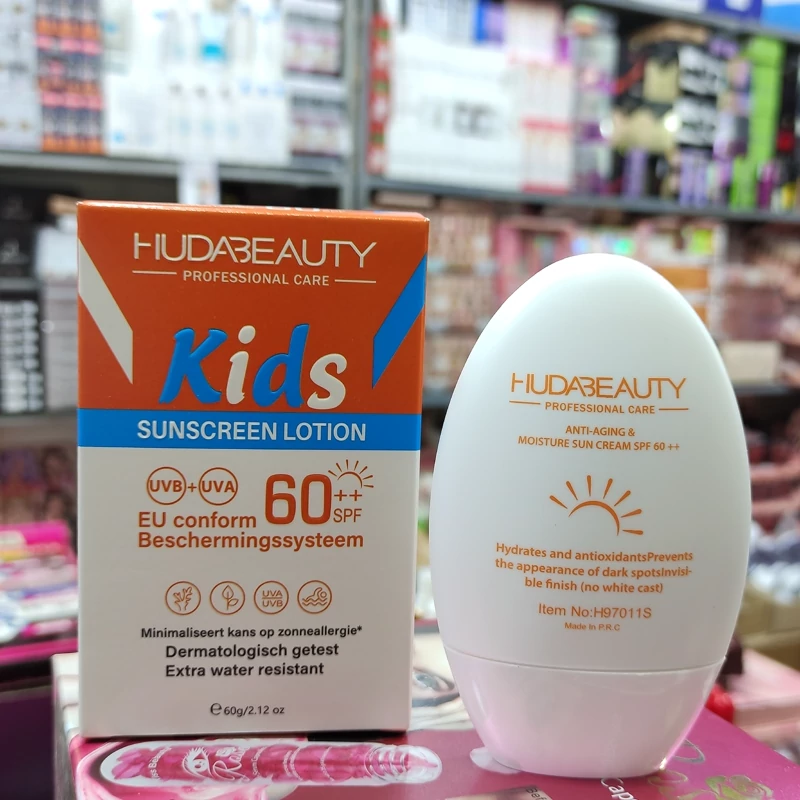 HUDABEAUTY
PROFESSIONAL CARE
Kids
SUNSCREEN LOTION
UVB + UVA
60 ++
SPF
EU conform
Beschermingssysteem
UVA
UVB
Minimaliseert kans op zonneallergie*
Dermatologisch getest
Extra water resistant
℮ 60g/2.12 oz
HUDABEAUTY
PROFESSIONAL CARE
ANTI-AGING &
MOISTURE SUN CREAM SPF 60 ++
Hydrates and antioxidantsPrevents
the appearance of dark spotsInvisi-
ble finish (no white cast)
Item No:H97011S
Made In P.R.C